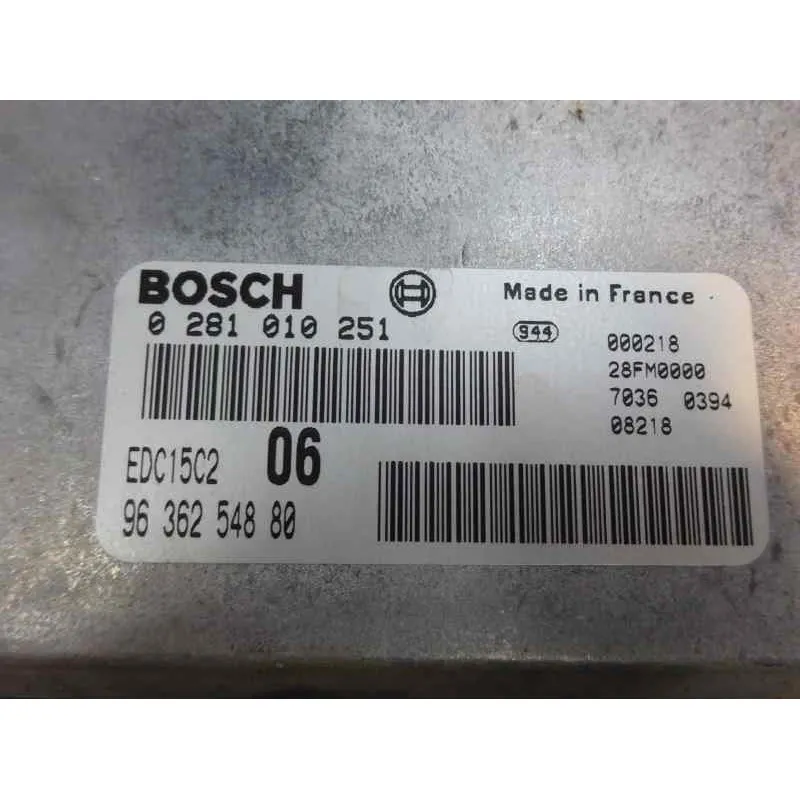 BOSCH Made in France
0 281 010 251 944 000218
28FM0000
7036 0394
08218
EDC15C2 06
96 362 548 80